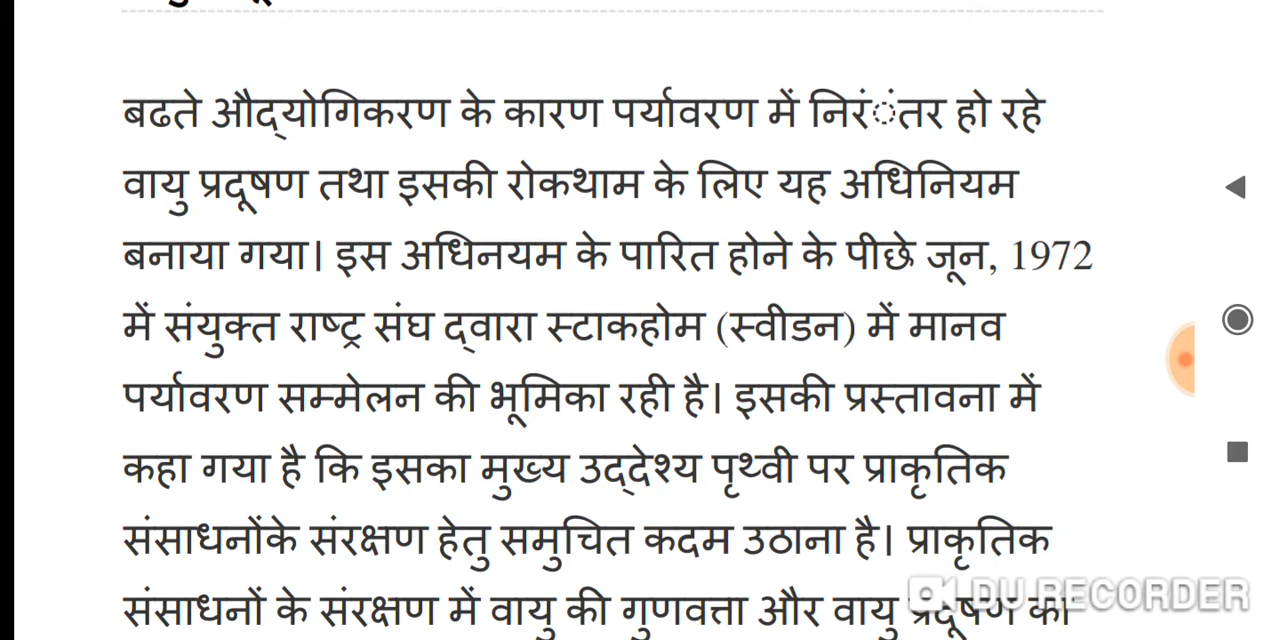 बढते औद्योगिकरण के कारण पर्यावरण में निरंंतर हो रहे
वायु प्रदूषण तथा इसकी रोकथाम के लिए यह अधिनियम
बनाया गया। इस अधिनयम के पारित होने के पीछे जून, 1972
में संयुक्त राष्ट्र संघ द्वारा स्टाकहोम (स्वीडन) में मानव
पर्यावरण सम्मेलन की भूमिका रही है। इसकी प्रस्तावना में
कहा गया है कि इसका मुख्य उद्देश्य पृथ्वी पर प्राकृतिक
संसाधनोंके संरक्षण हेतु समुचित कदम उठाना है। प्राकृतिक
संसाधनों के संरक्षण में वायु की गुणवत्ता और वायु प्रदूषण का
DU RECORDER